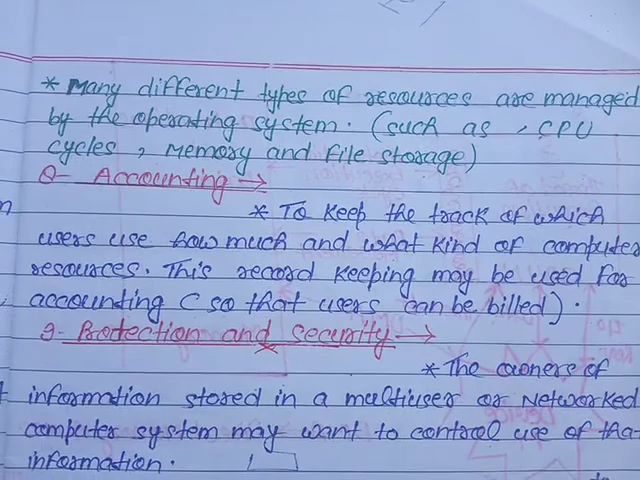 * Many different types of resources are managed
by the operating system. (such as, CPU
cycles, Memory and file storage)
8- Accounting →
* To keep the track of which
users use how much and what kind of computer
resources. This record keeping may be used for
accounting (so that users can be billed).
9- Protection and security →
* The owners of
information stored in a multiuser or Networked
computer system may want to control use of that
information.